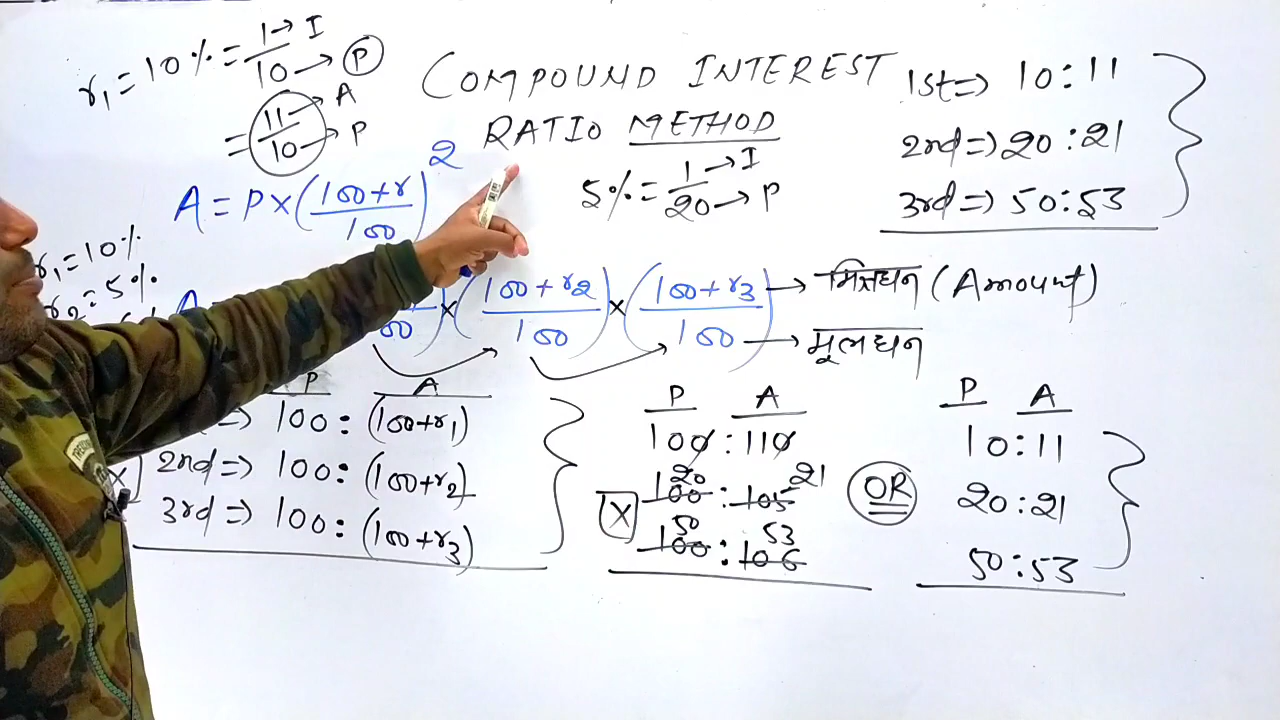 r₁ = 10% = 1/10 → I → P
= 11/10 → A → P
COMPOUND INTEREST
RATIO METHOD
5% = 1/20 → I → P
1st ⇒ 10 : 11
2nd ⇒ 20 : 21
3rd ⇒ 50 : 53
A = P × ((100+r)/100)²
r₁ = 10%
r₂ = 5%
× ((100+r₂)/100) × ((100+r₃)/100) → मिश्रधन (Amount) → मूलधन
P A
⇒ 100 : (100+r₁)
2nd ⇒ 100 : (100+r₂)
3rd ⇒ 100 : (100+r₃)
X
P A
100 : 110
20 21
100 : 105
50 53
100 : 106
OR
P A
10 : 11
20 : 21
50 : 53